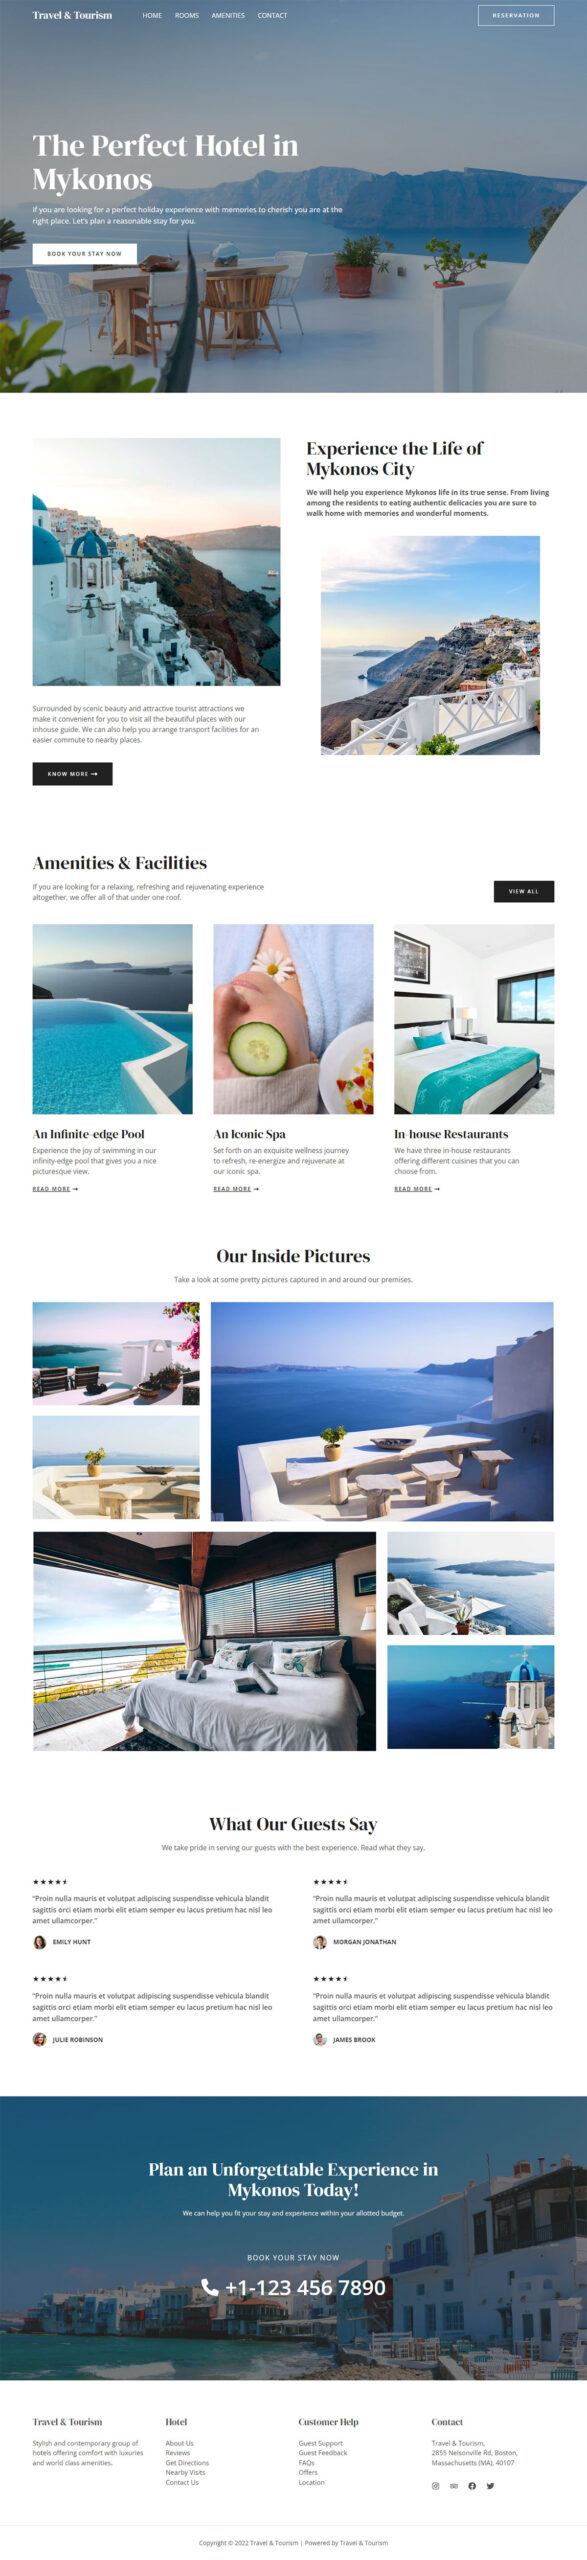 Travel & Tourism
HOME
ROOMS
AMENITIES
CONTACT
RESERVATION
The Perfect Hotel in
Mykonos
If you are looking for a perfect holiday experience with memories to cherish you are at the
right place. Let's plan a reasonable stay for you.
BOOK YOUR STAY NOW
Experience the Life of
Mykonos City
We will help you experience Mykonos life in its true sense. From living
among the residents to eating authentic delicacies you are sure to
walk home with memories and wonderful moments.
Surrounded by scenic beauty and attractive tourist attractions we
make it convenient for you to visit all the beautiful places with our
inhouse guide. We can also help you arrange transport facilities for an
easier commute to nearby places.
KNOW MORE
Amenities & Facilities
If you are looking for a relaxing, refreshing and rejuvenating experience
altogether, we offer all of that under one roof.
VIEW ALL
An Infinite-edge Pool
Experience the joy of swimming in our
infinity-edge pool that gives you a nice
picturesque view.
READ MORE
An Iconic Spa
Set forth on an exquisite wellness journey
to refresh, re-energize and rejuvenate at
our iconic spa.
READ MORE
In-house Restaurants
We have three in-house restaurants
offering different cuisines that you can
choose from.
READ MORE
Our Inside Pictures
Take a look at some pretty pictures captured in and around our premises.
What Our Guests Say
We take pride in serving our guests with the best experience. Read what they say.
"Proin nulla mauris et volutpat adipiscing suspendisse vehicula blandit
sagittis orci etiam morbi elit etiam semper eu lacus pretium hac nisl leo
amet ullamcorper."
EMILY HUNT
"Proin nulla mauris et volutpat adipiscing suspendisse vehicula blandit
sagittis orci etiam morbi elit etiam semper eu lacus pretium hac nisl leo
amet ullamcorper."
MORGAN JONATHAN
"Proin nulla mauris et volutpat adipiscing suspendisse vehicula blandit
sagittis orci etiam morbi elit etiam semper eu lacus pretium hac nisl leo
amet ullamcorper."
JULIE ROBINSON
"Proin nulla mauris et volutpat adipiscing suspendisse vehicula blandit
sagittis orci etiam morbi elit etiam semper eu lacus pretium hac nisl leo
amet ullamcorper."
JAMES BROOK
Plan an Unforgettable Experience in
Mykonos Today!
We can help you fit your stay and experience within your allotted budget.
BOOK YOUR STAY NOW
+1-123 456 7890
Travel & Tourism
Stylish and contemporary group of
hotels offering comfort with luxuries
and world class amenities.
Hotel
About Us
Reviews
Get Directions
Nearby Visits
Contact Us
Customer Help
Guest Support
Guest Feedback
FAQs
Offers
Location
Contact
Travel & Tourism,
2855 Nelsonville Rd, Boston,
Massachusetts (MA), 40107
Copyright © 2022 Travel & Tourism | Powered by Travel & Tourism